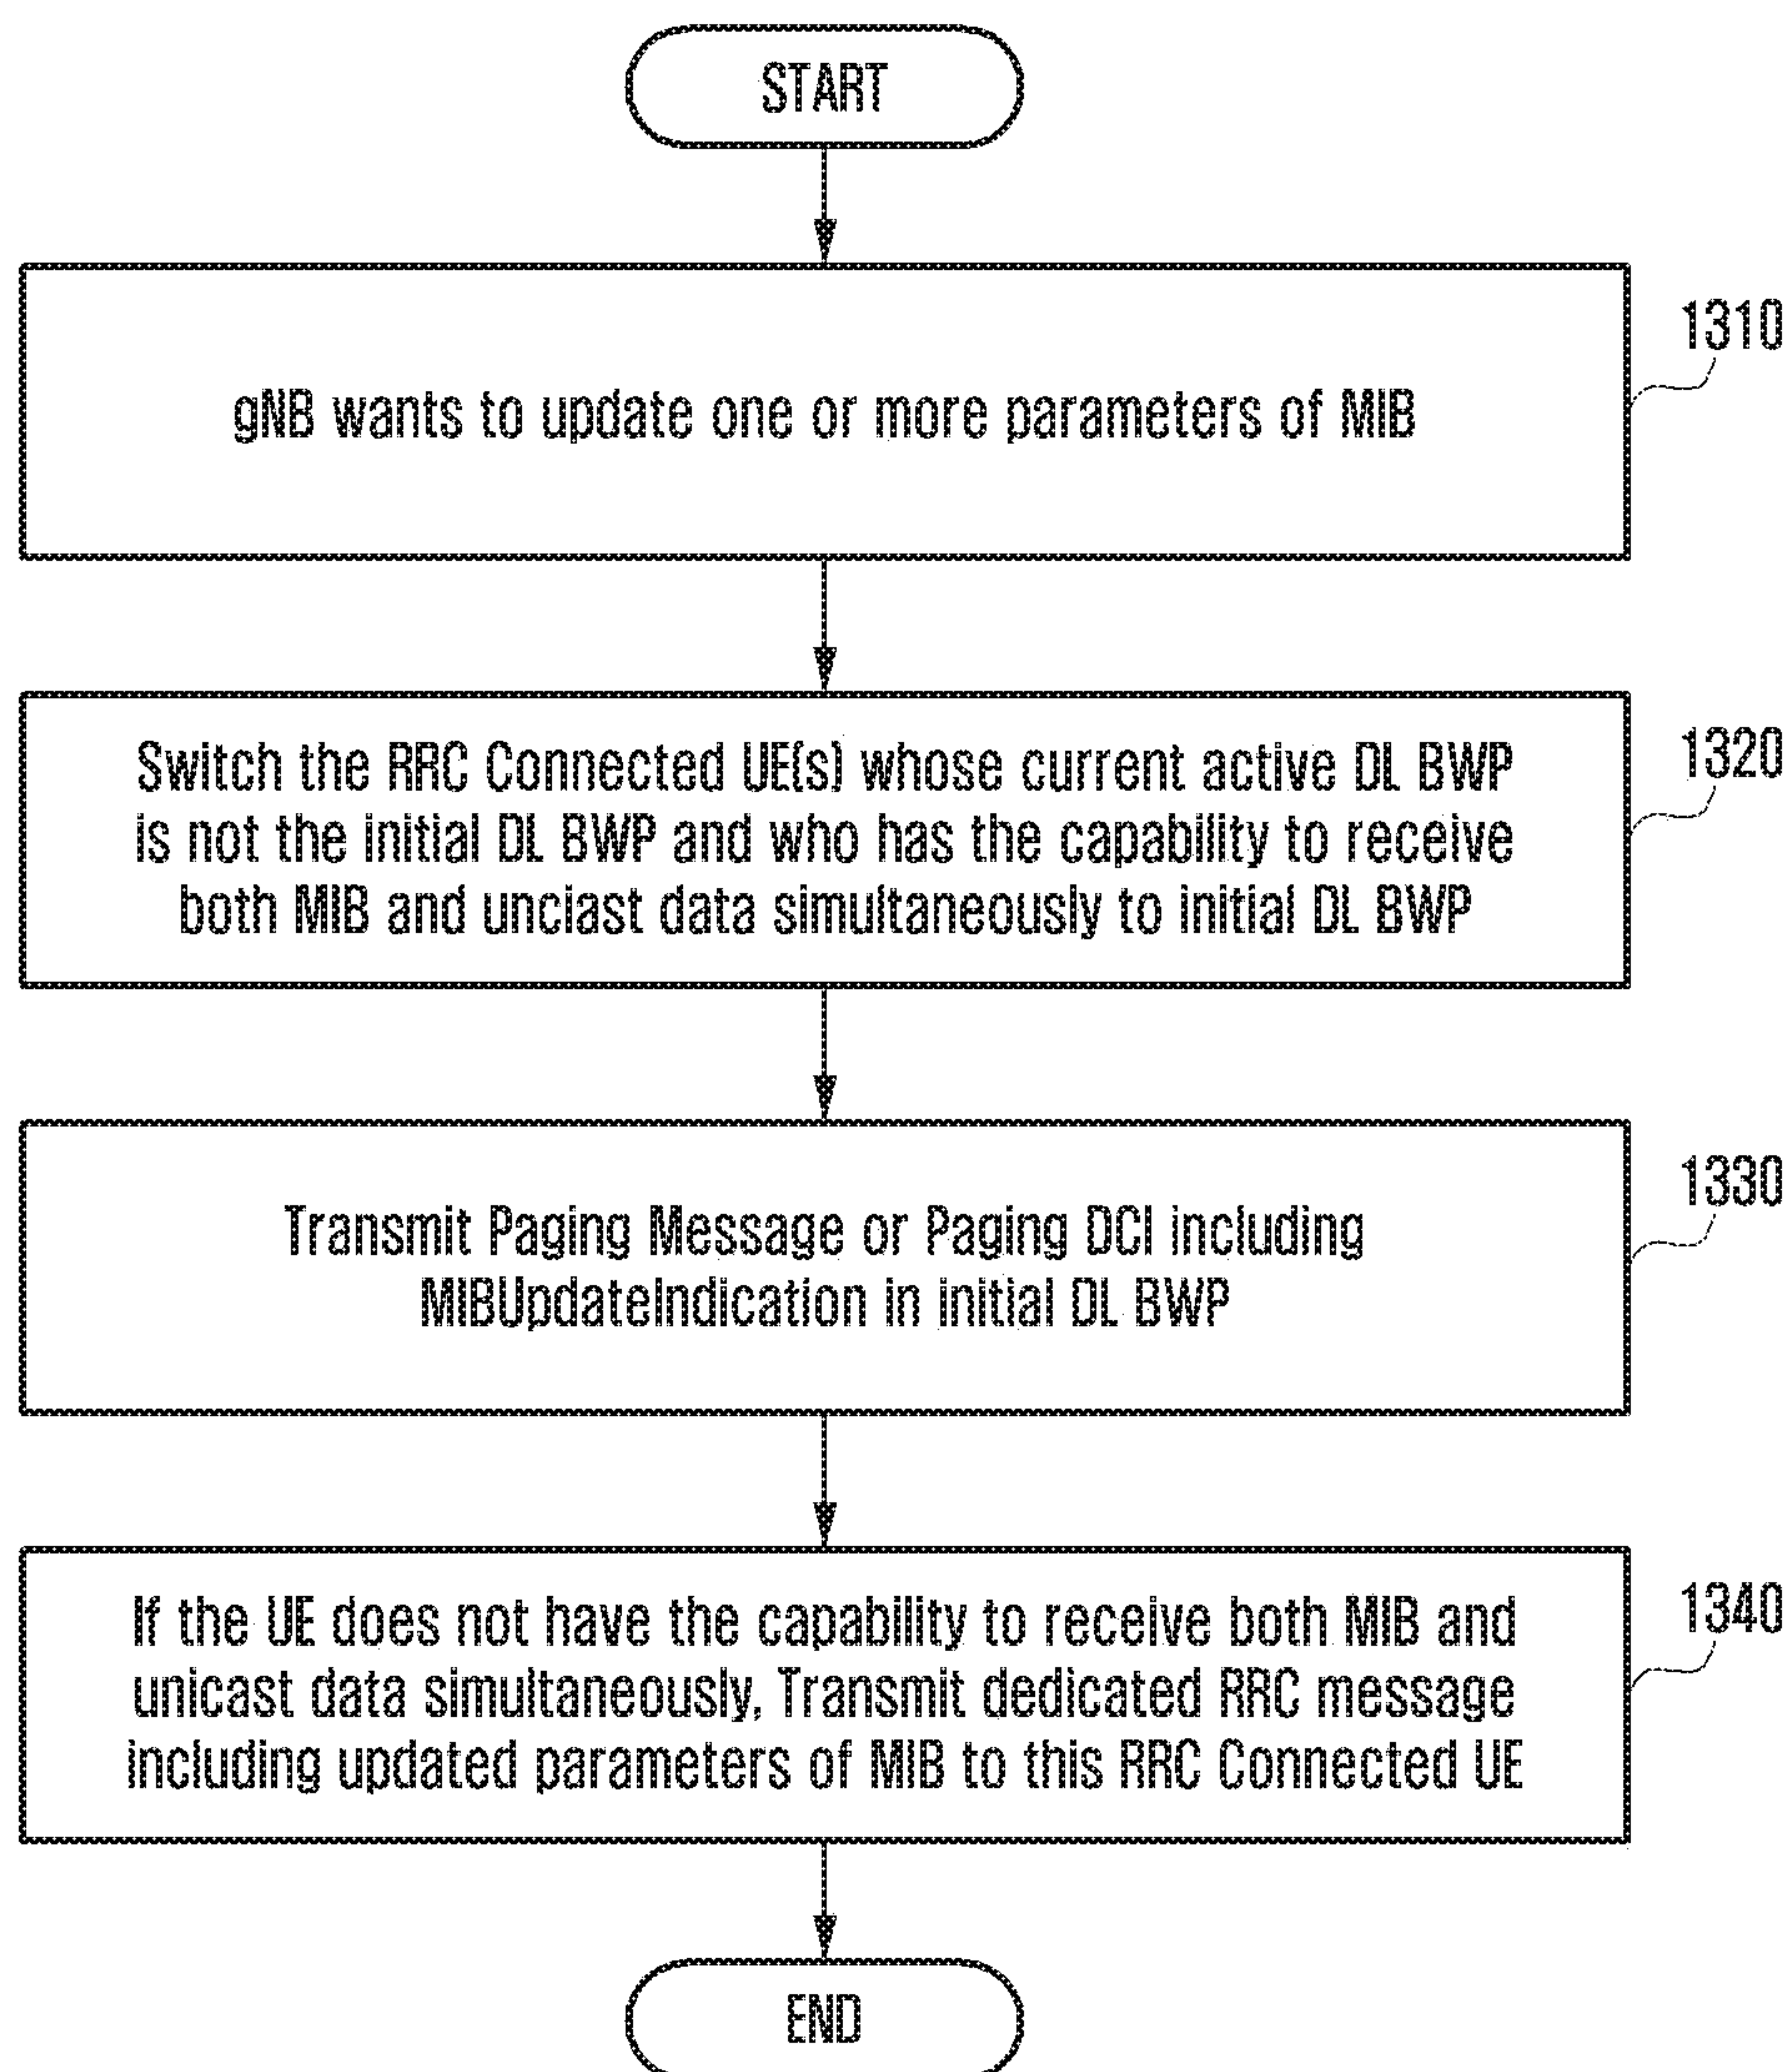 START
1310
gNB wants to update one or more parameters of MIB
1320
Switch the RRC Connected UE(s) whose current active DL BWP
is not the initial DL BWP and who has the capability to receive
both MIB and unciast data simultaneously to initial DL BWP
1330
Transmit Paging Message or Paging DCI including
MIBUpdateIndication in initial DL BWP
1340
If the UE does not have the capability to receive both MIB and
unicast data simultaneously, Transmit dedicated RRC message
including updated parameters of MIB to this RRC Connected UE
END